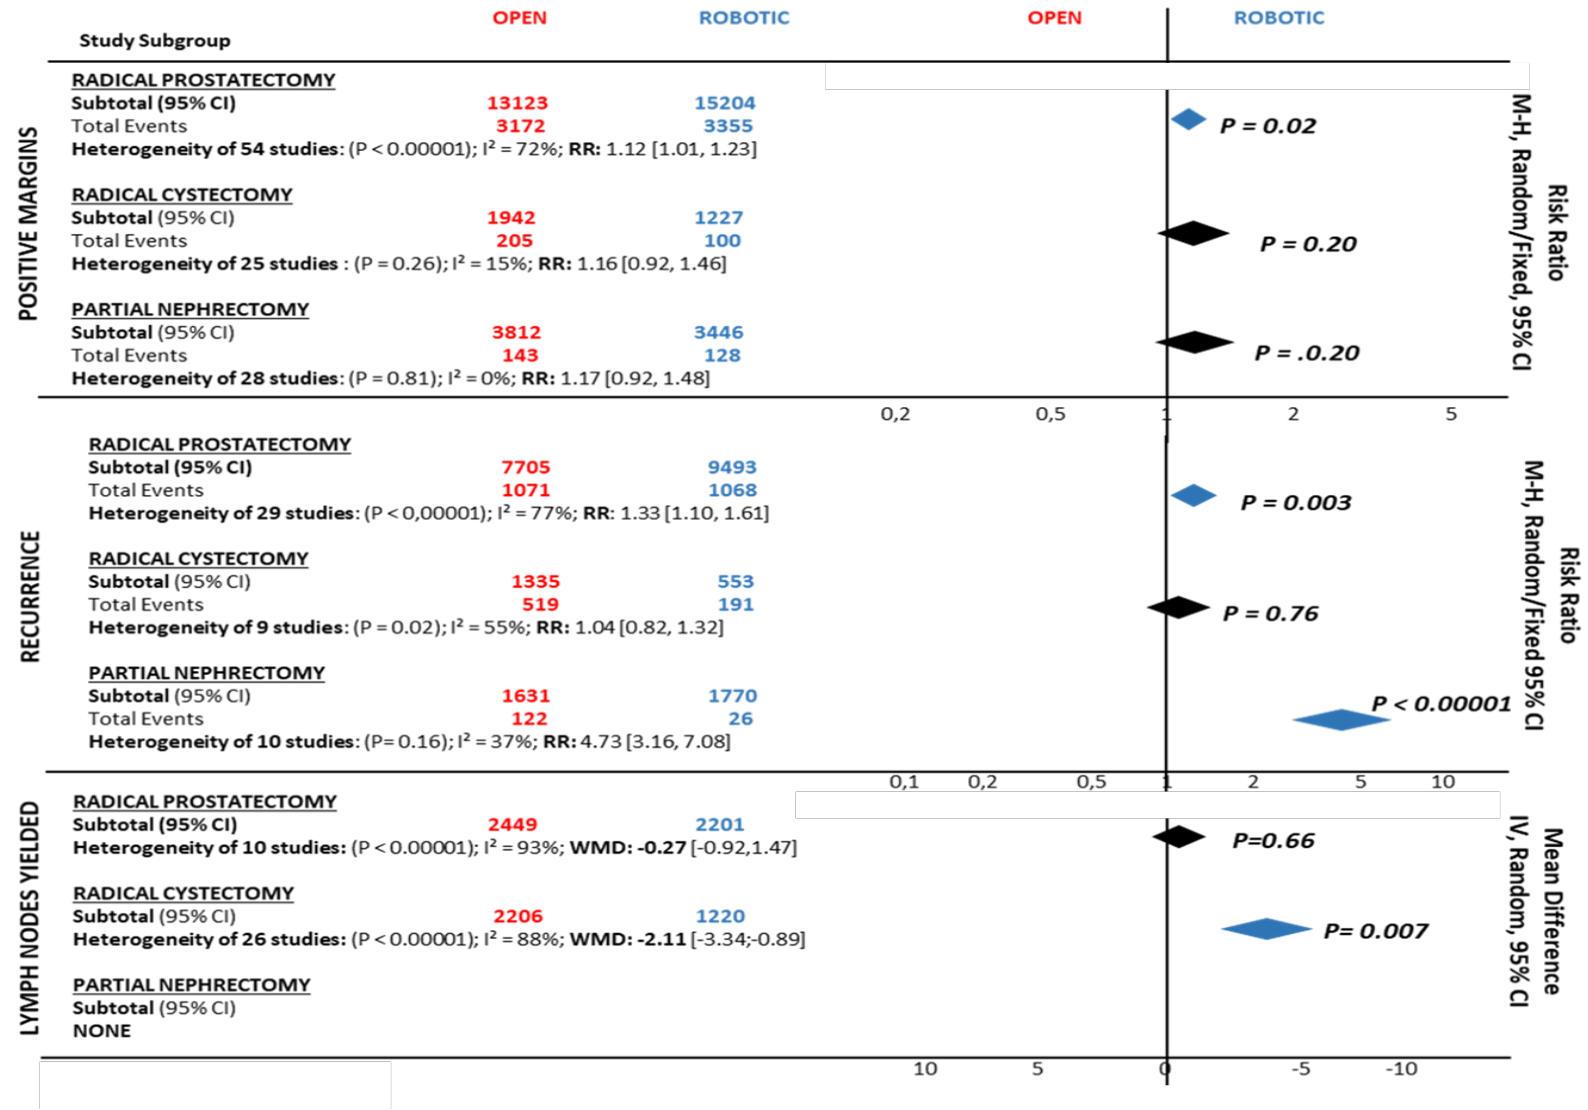 OPEN ROBOTIC OPEN ROBOTIC
Study Subgroup
POSITIVE MARGINS
RADICAL PROSTATECTOMY
Subtotal (95% CI) 13123 15204
Total Events 3172 3355 P = 0.02
Heterogeneity of 54 studies: (P < 0.00001); I² = 72%; RR: 1.12 [1.01, 1.23]
RADICAL CYSTECTOMY
Subtotal (95% CI) 1942 1227
Total Events 205 100 P = 0.20
Heterogeneity of 25 studies : (P = 0.26); I² = 15%; RR: 1.16 [0.92, 1.46]
PARTIAL NEPHRECTOMY
Subtotal (95% CI) 3812 3446
Total Events 143 128 P = .0.20
Heterogeneity of 28 studies: (P = 0.81); I² = 0%; RR: 1.17 [0.92, 1.48]
Risk Ratio
M-H, Random/Fixed, 95% CI
0,2 0,5 1 2 5
RECURRENCE
RADICAL PROSTATECTOMY
Subtotal (95% CI) 7705 9493
Total Events 1071 1068 P = 0.003
Heterogeneity of 29 studies: (P < 0,00001); I² = 77%; RR: 1.33 [1.10, 1.61]
RADICAL CYSTECTOMY
Subtotal (95% CI) 1335 553
Total Events 519 191 P = 0.76
Heterogeneity of 9 studies: (P = 0.02); I² = 55%; RR: 1.04 [0.82, 1.32]
PARTIAL NEPHRECTOMY
Subtotal (95% CI) 1631 1770 P < 0.00001
Total Events 122 26
Heterogeneity of 10 studies: (P= 0.16); I² = 37%; RR: 4.73 [3.16, 7.08]
Risk Ratio
M-H, Random/Fixed 95% CI
0,1 0,2 0,5 1 2 5 10
LYMPH NODES YIELDED
RADICAL PROSTATECTOMY
Subtotal (95% CI) 2449 2201
Heterogeneity of 10 studies: (P < 0.00001); I² = 93%; WMD: -0.27 [-0.92,1.47] P=0.66
RADICAL CYSTECTOMY
Subtotal (95% CI) 2206 1220
Heterogeneity of 26 studies: (P < 0.00001); I² = 88%; WMD: -2.11 [-3.34;-0.89] P= 0.007
PARTIAL NEPHRECTOMY
Subtotal (95% CI)
NONE
Mean Difference
IV, Random, 95% CI
10 5 0 -5 -10